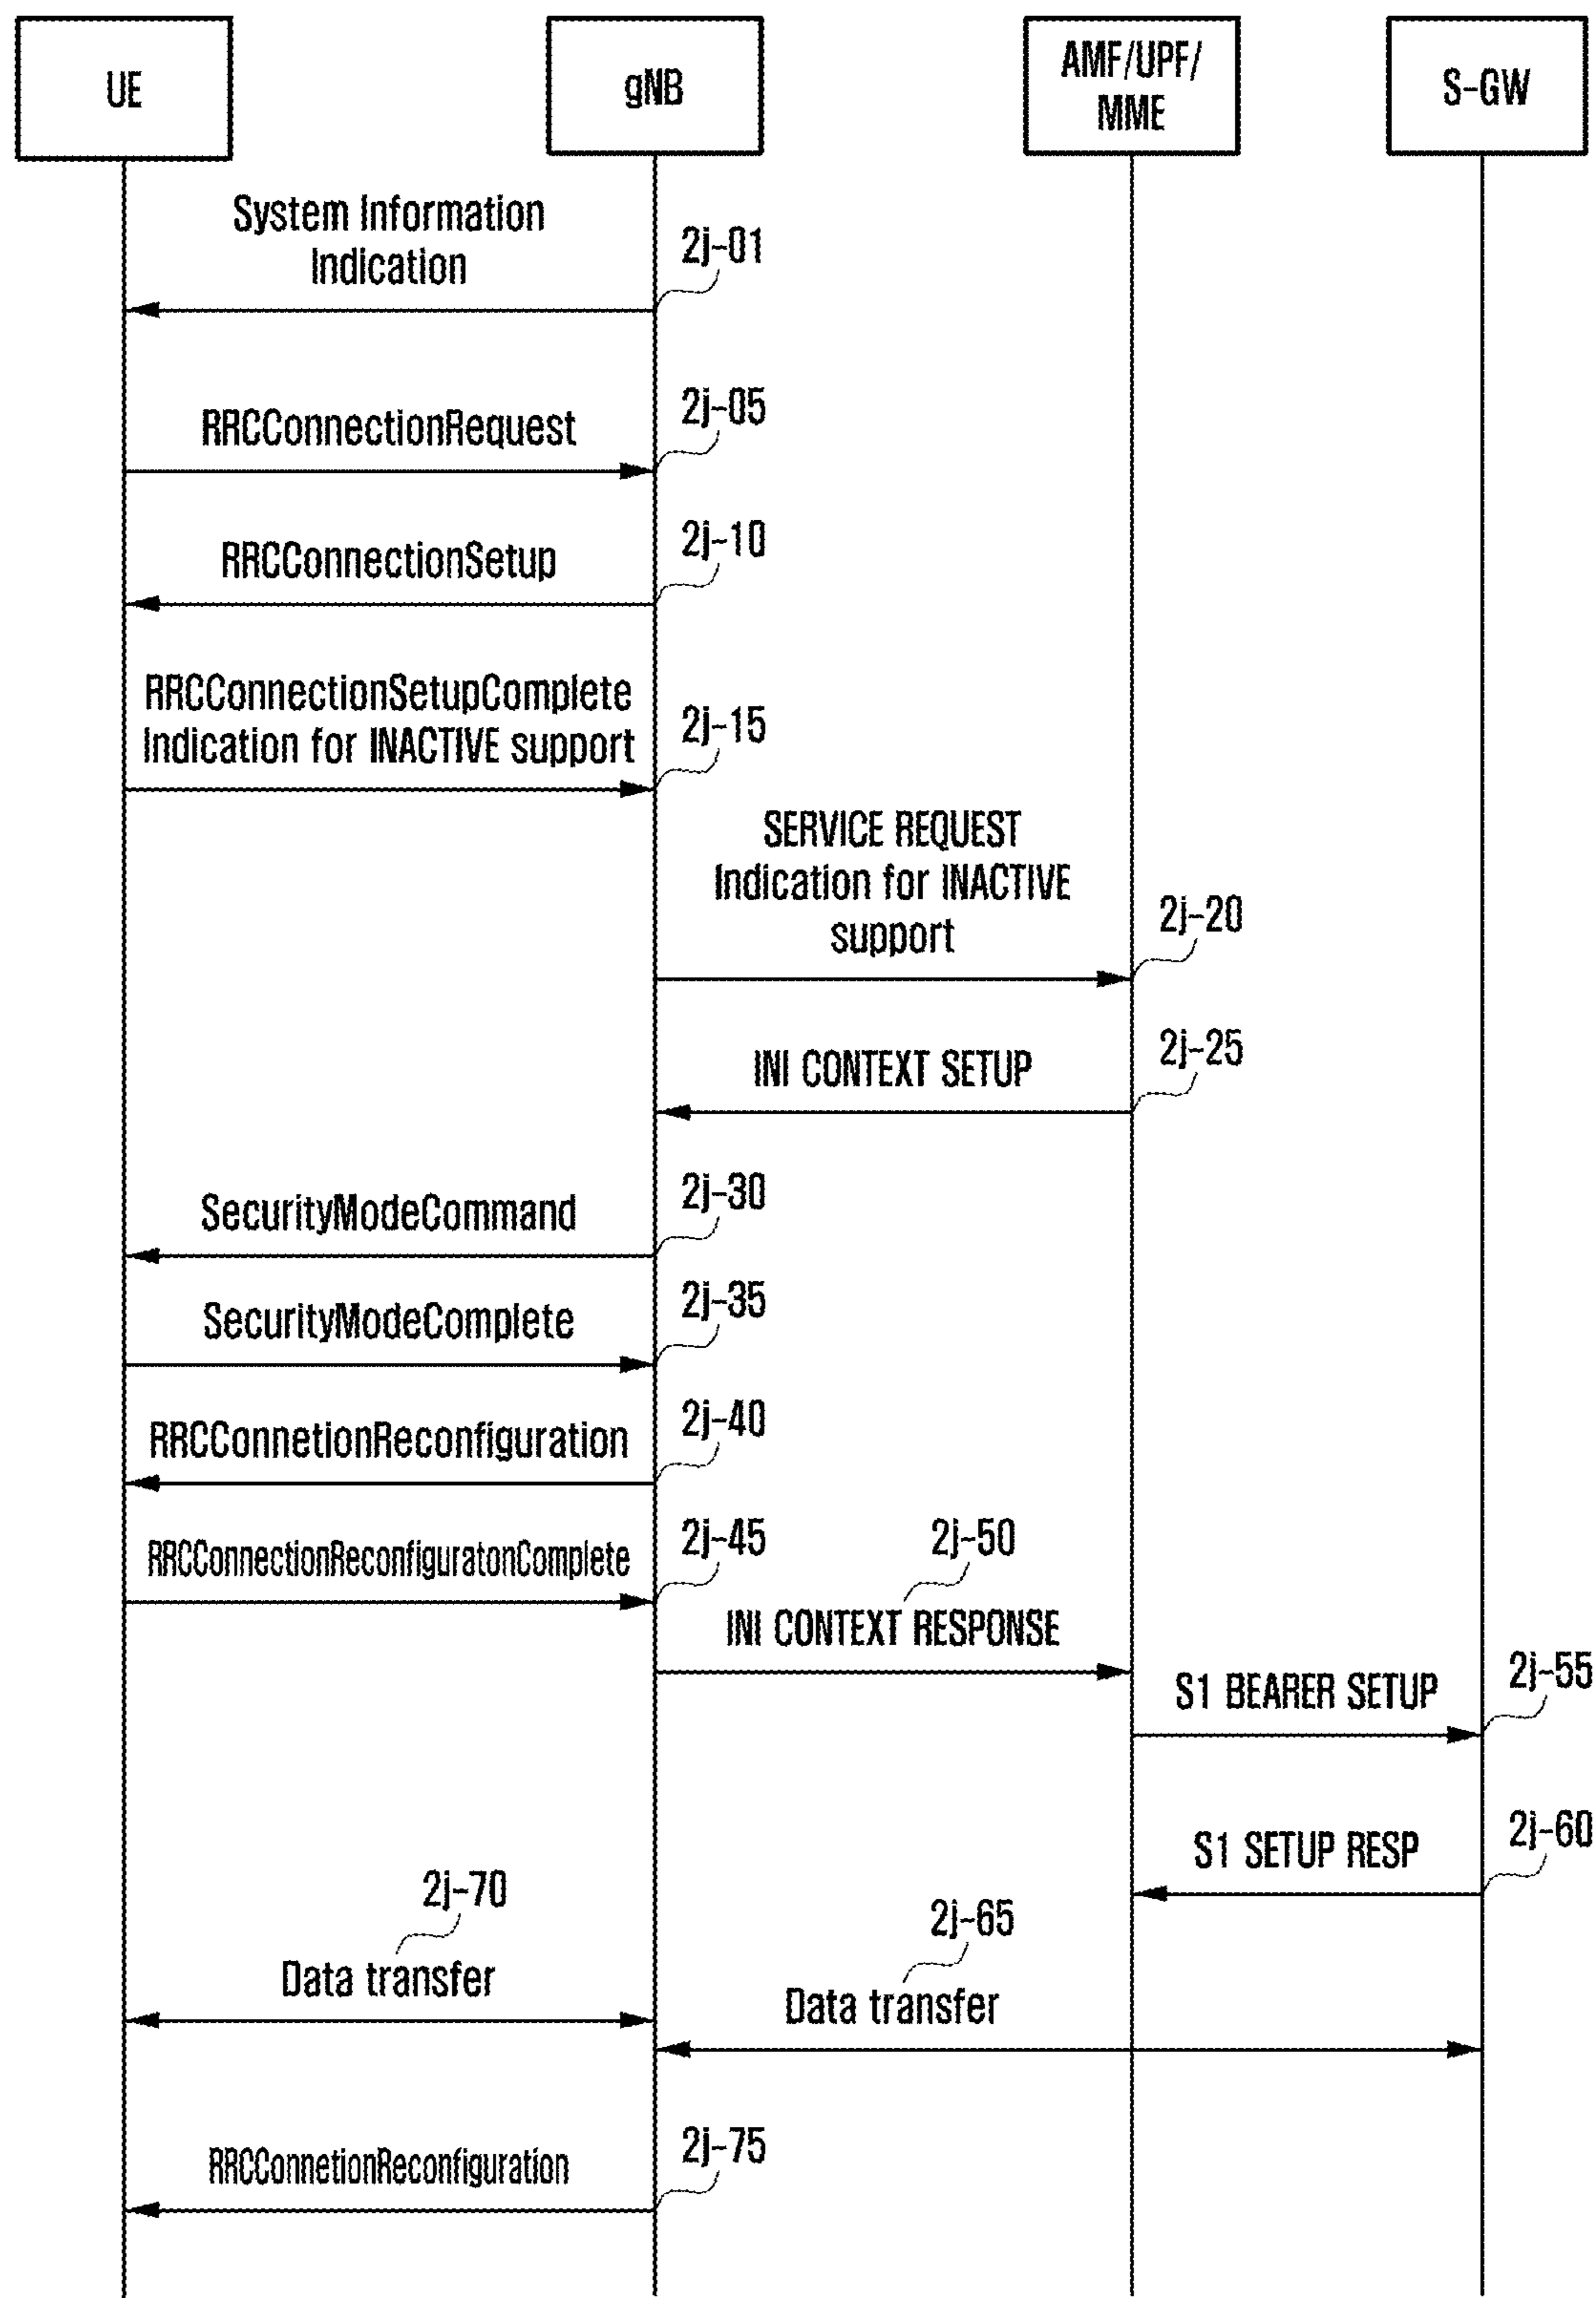 UE
gNB
AMF/UPF/
MME
S-GW
System Information
Indication
2j-01
RRCConnectionRequest
2j-05
RRCConnectionSetup
2j-10
RRCConnectionSetupComplete
Indication for INACTIVE support
2j-15
SERVICE REQUEST
Indication for INACTIVE
support
2j-20
INI CONTEXT SETUP
2j-25
SecurityModeCommand
2j-30
SecurityModeComplete
2j-35
RRCConnetionReconfiguration
2j-40
RRCConnectionReconfiguratonComplete
2j-45
2j-50
INI CONTEXT RESPONSE
S1 BEARER SETUP
2j-55
S1 SETUP RESP
2j-60
2j-70
Data transfer
2j-65
Data transfer
RRCConnetionReconfiguration
2j-75